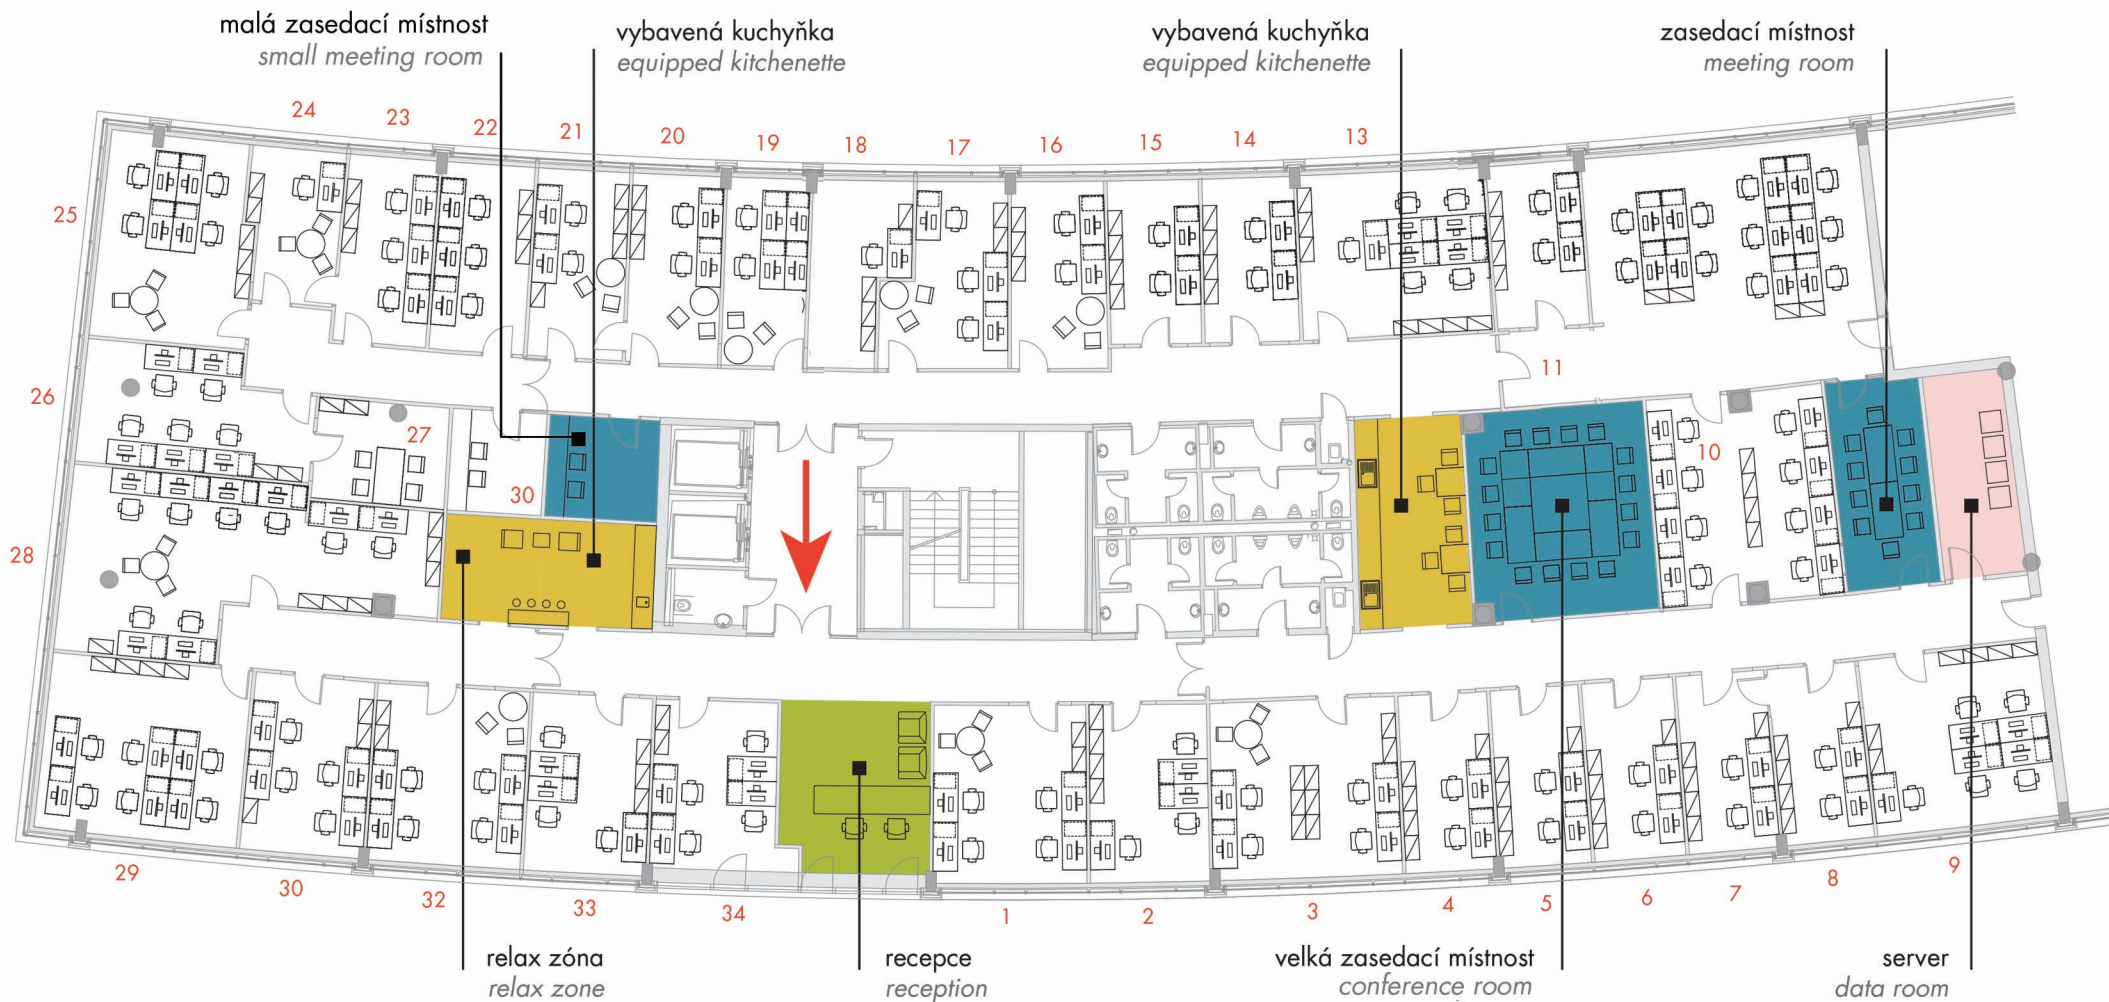 malá zasedací místnost
small meeting room
vybavená kuchyňka
equipped kitchenette
vybavená kuchyňka
equipped kitchenette
zasedací místnost
meeting room
24
23
22
21
20
19
18
17
16
15
14
13
25
26
27
11
10
30
28
29
30
32
33
34
1
2
3
4
5
6
7
8
9
relax zóna
relax zone
recepce
reception
velká zasedací místnost
conference room
server
data room